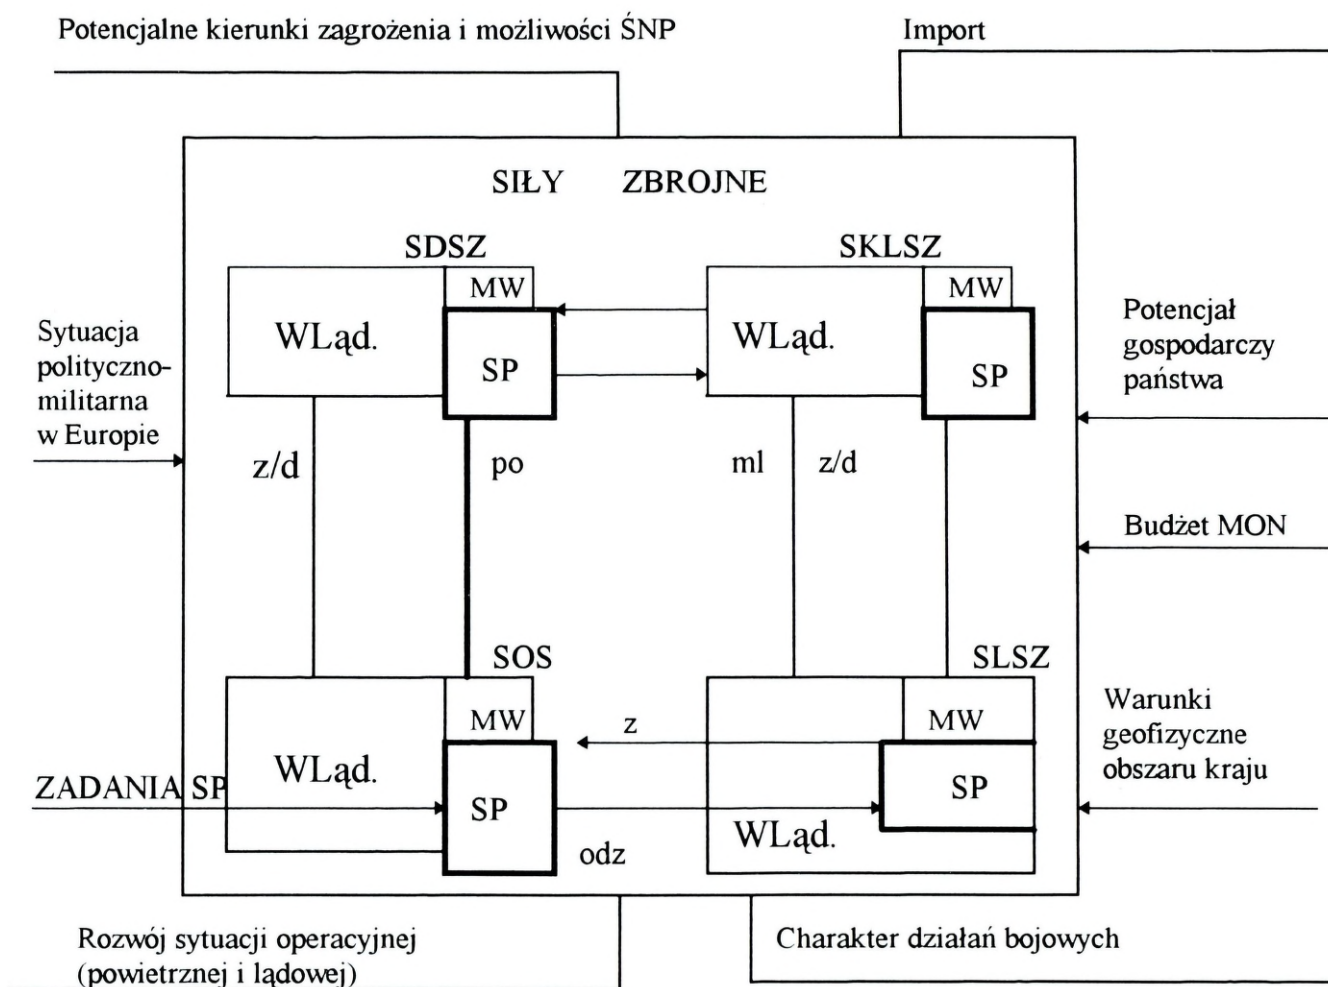 Potencjalne kierunki zagrożenia i możliwości ŚNP
Import
SIŁY ZBROJNE
SDSZ
SKLSZ
MW
MW
WLąd.
WLąd.
SP
SP
Sytuacja
polityczno-
militarna
w Europie
Potencjał
gospodarczy
państwa
z/d
po
ml
z/d
Budżet MON
SOS
SLSZ
MW
MW
z
Warunki
geofizyczne
obszaru kraju
WLąd.
ZADANIA SP
SP
SP
WLąd.
odz
Rozwój sytuacji operacyjnej
(powietrznej i lądowej)
Charakter działań bojowych